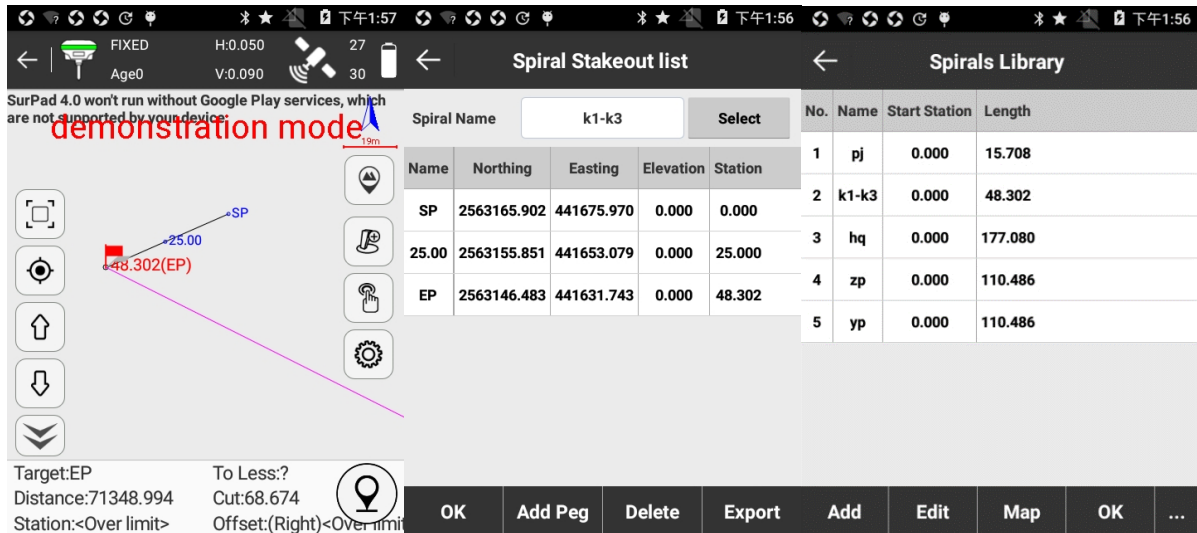 下午1:57
FIXED H:0.050 27
Age0 V:0.090 30
SurPad 4.0 won't run without Google Play services, which
are not supported by your device.
demonstration mode
19m
SP
25.00
48.302(EP)
Target:EP To Less:?
Distance:71348.994 Cut:68.674
Station:<Over limit> Offset:(Right)<Over limit
下午1:56
Spiral Stakeout list
Spiral Name k1-k3 Select
Name Northing Easting Elevation Station
SP 2563165.902 441675.970 0.000 0.000
25.00 2563155.851 441653.079 0.000 25.000
EP 2563146.483 441631.743 0.000 48.302
OK Add Peg Delete Export
下午1:56
Spirals Library
No. Name Start Station Length
1 pj 0.000 15.708
2 k1-k3 0.000 48.302
3 hq 0.000 177.080
4 zp 0.000 110.486
5 yp 0.000 110.486
Add Edit Map OK ...